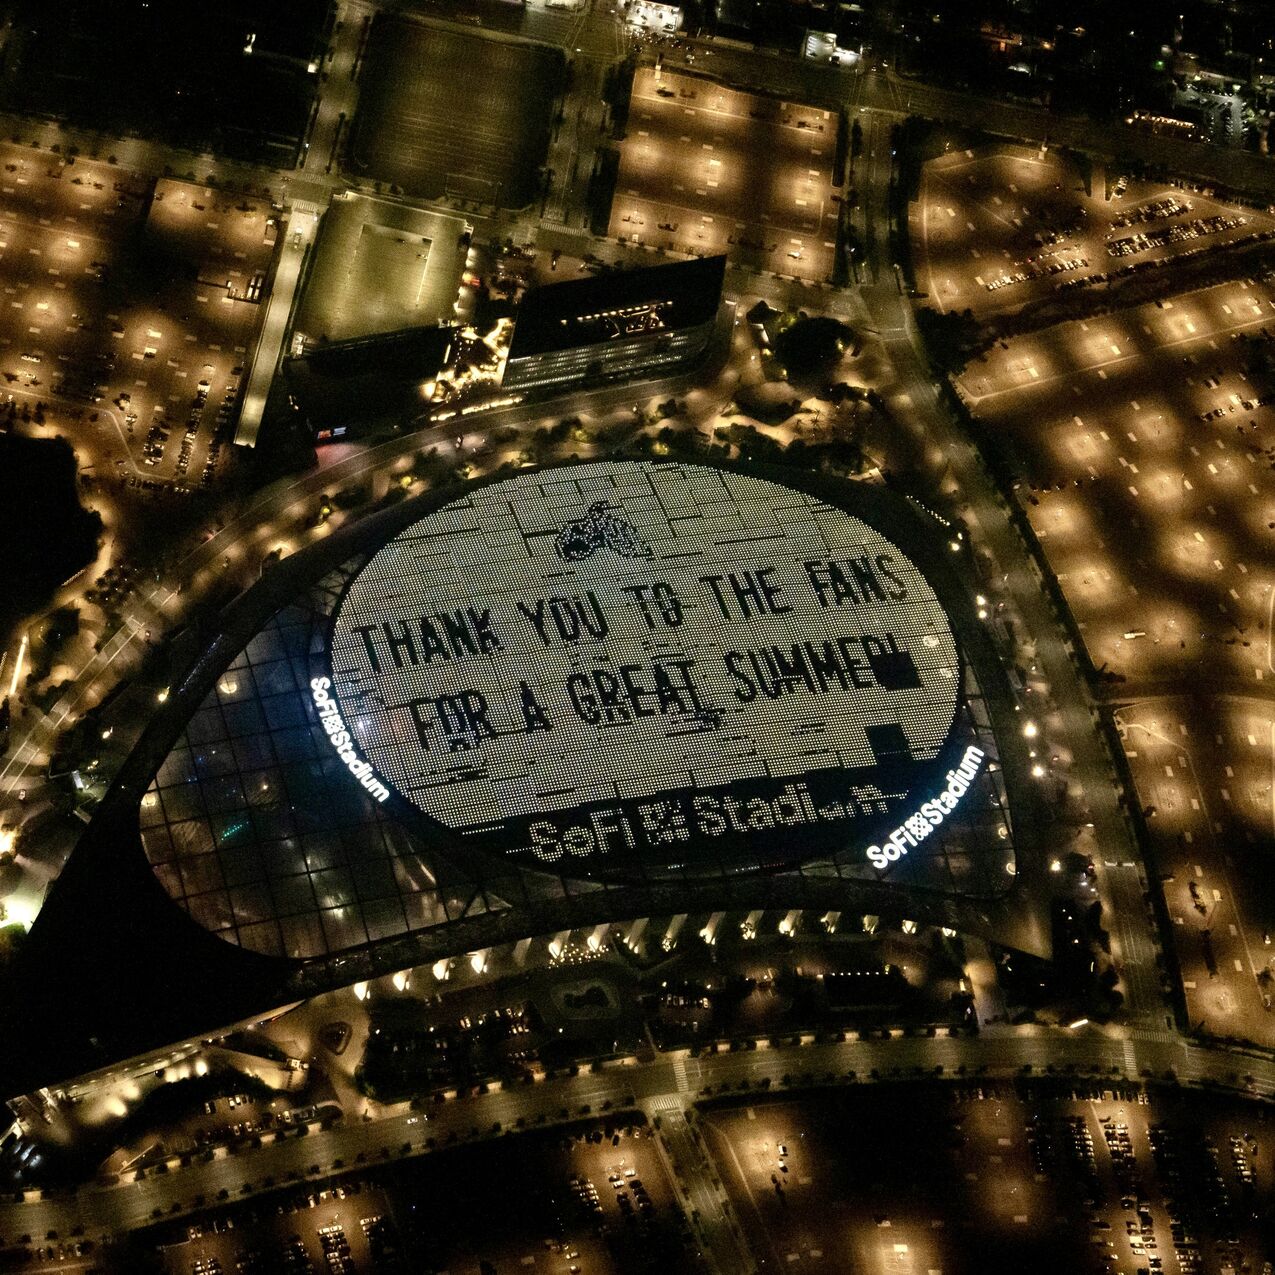 THANK YOU TO THE FANS
FOR A GREAT SUMMER!
SoFi Stadium
SoFi Stadium
SoFi Stadium